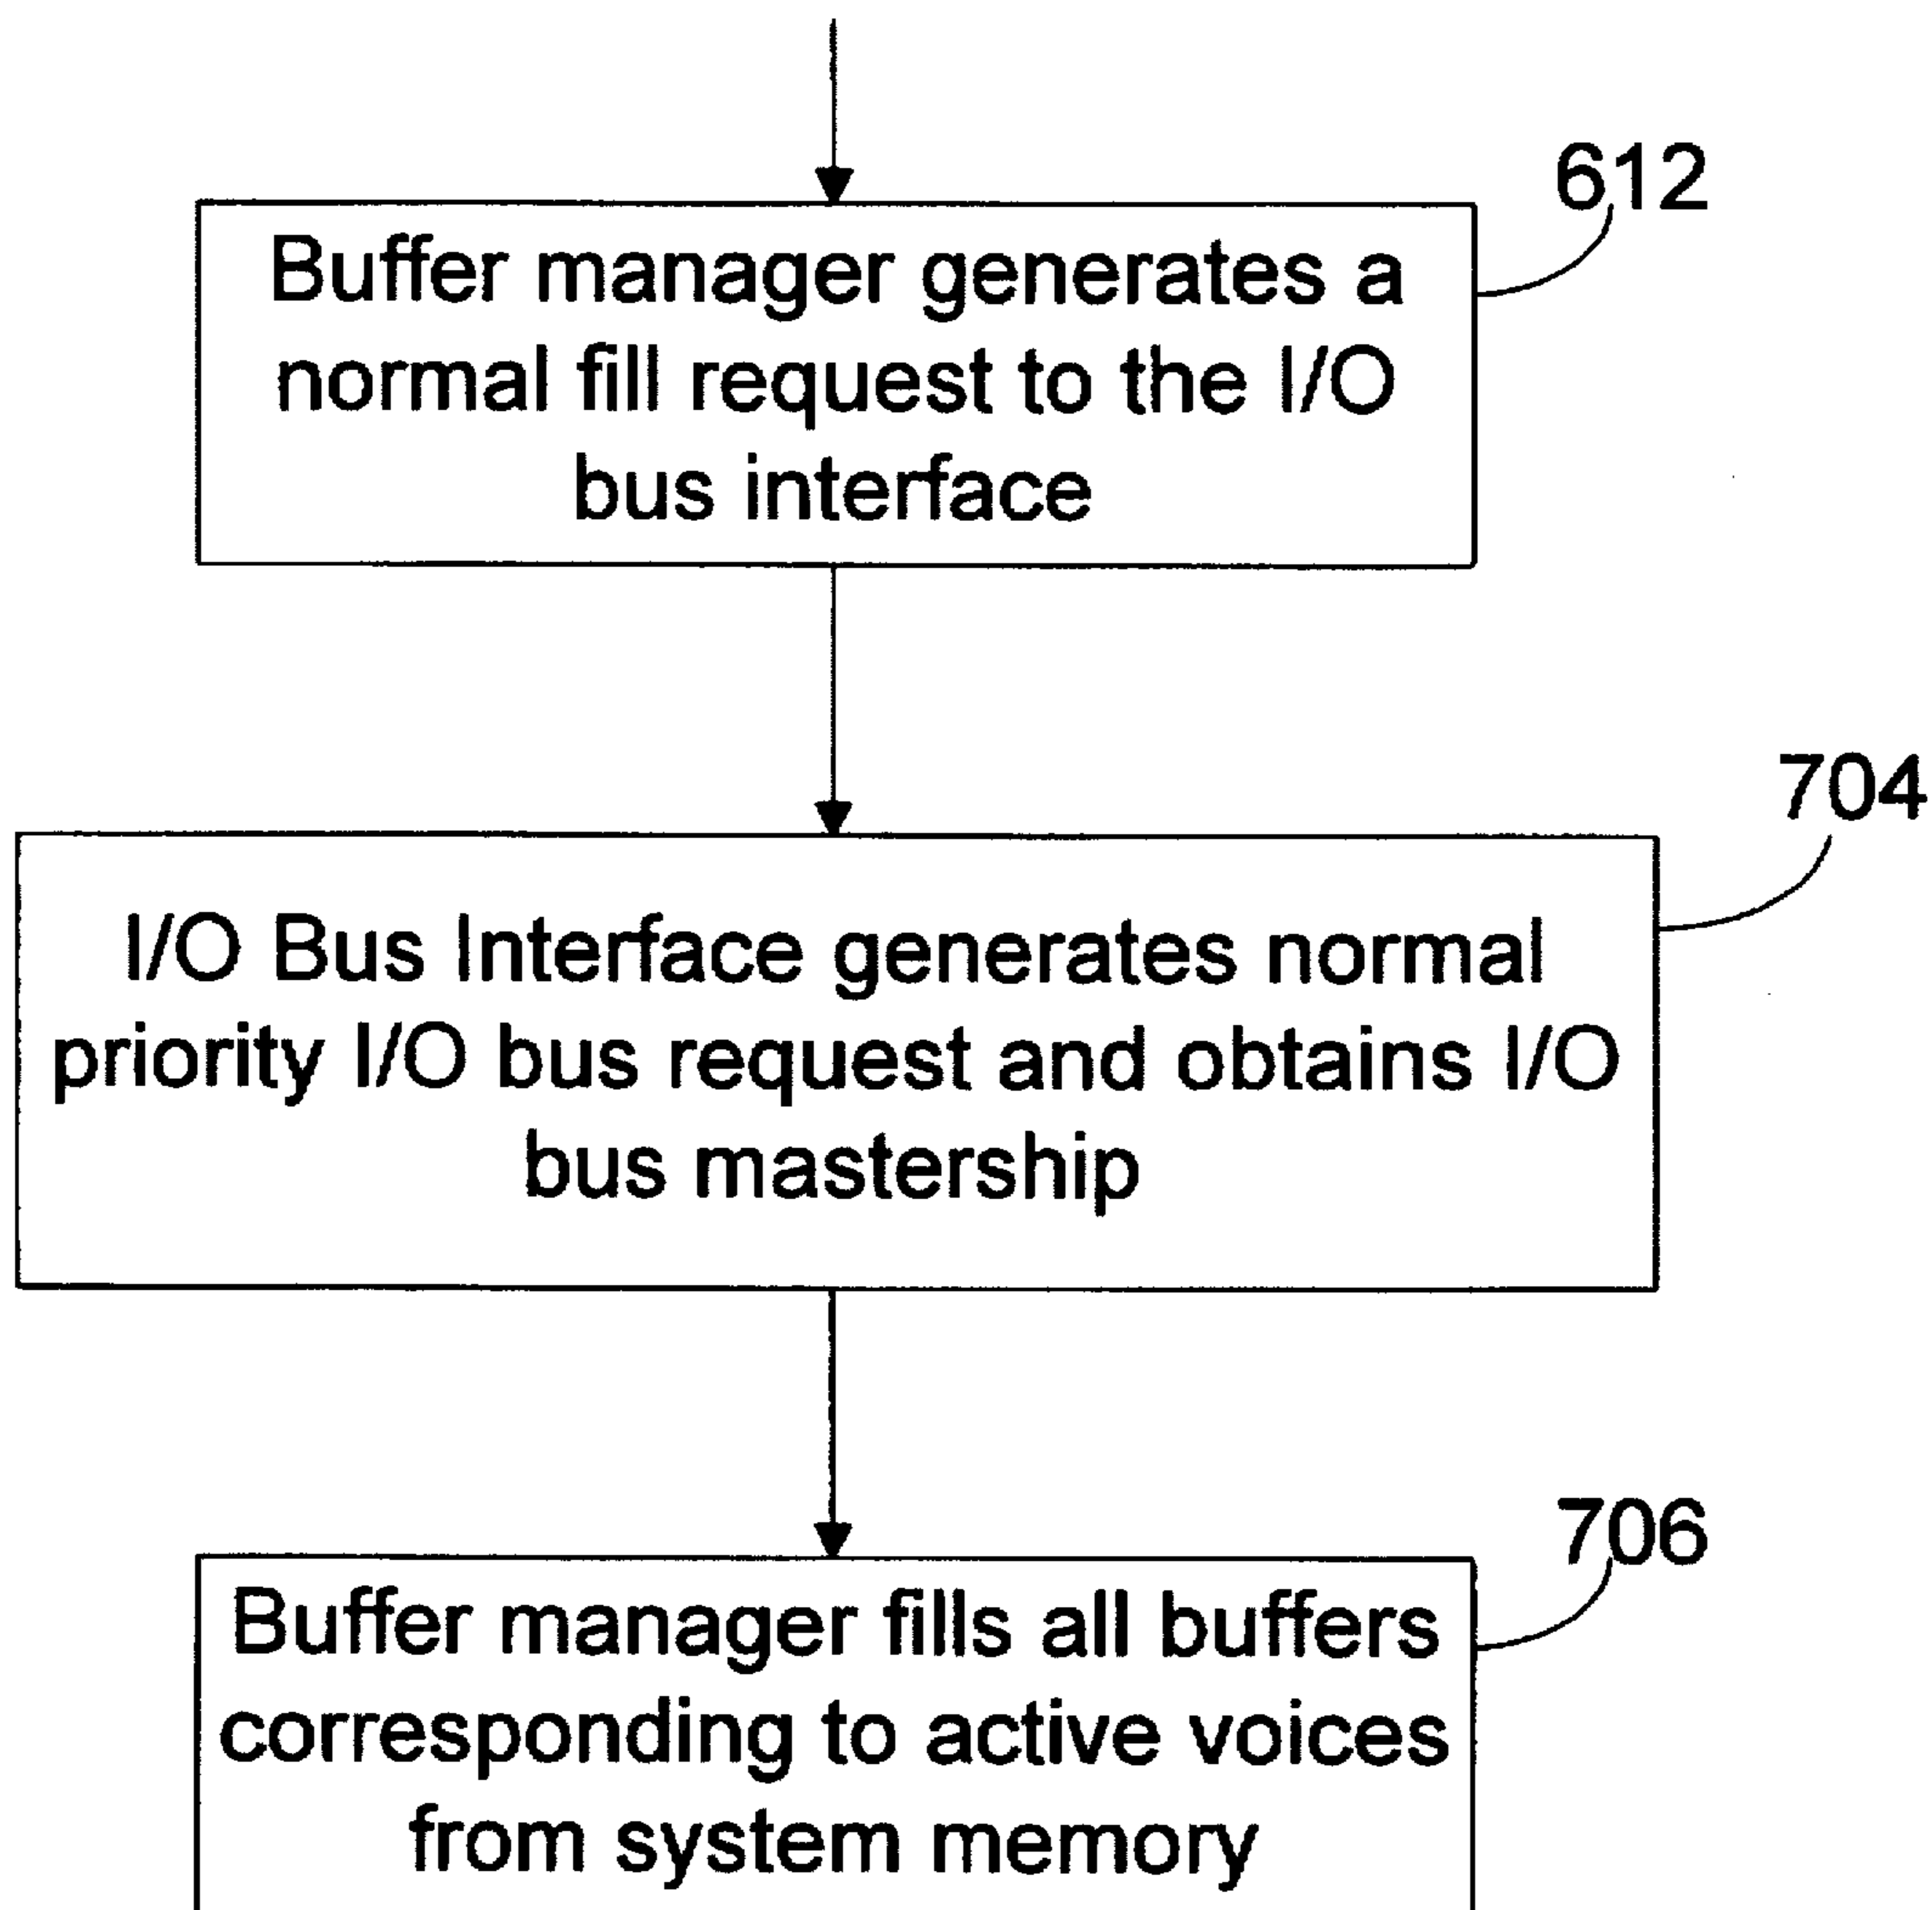 612
Buffer manager generates a
normal fill request to the I/O
bus interface
704
I/O Bus Interface generates normal
priority I/O bus request and obtains I/O
bus mastership
706
Buffer manager fills all buffers
corresponding to active voices
from system memory